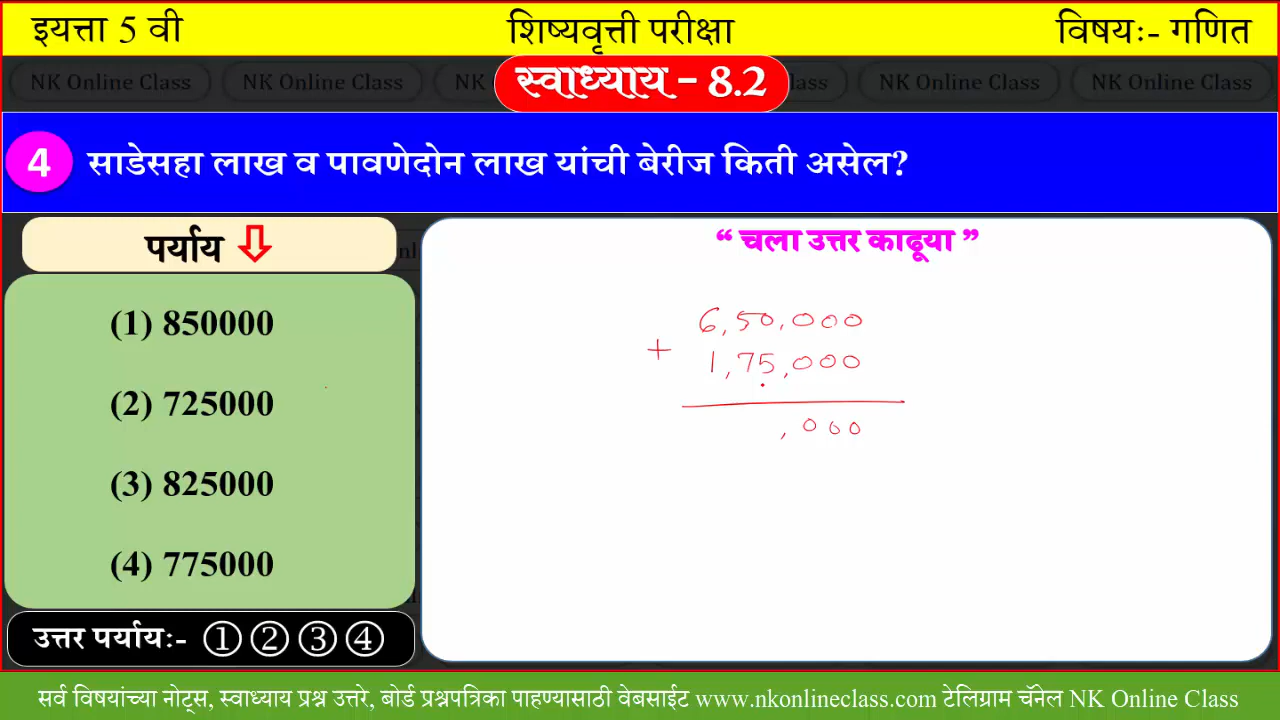 इयत्ता 5 वी शिष्यवृत्ती परीक्षा विषयः- गणित
NK Online Class NK Online Class NK lass NK Online Class NK Online Class
स्वाध्याय - 8.2
4 साडेसहा लाख व पावणेदोन लाख यांची बेरीज किती असेल?
पर्याय
(1) 850000
(2) 725000
(3) 825000
(4) 775000
उत्तर पर्यायः- ① ② ③ ④
“ चला उत्तर काढूया ”
6,50,000
+ 1,75,000
,000
सर्व विषयांच्या नोट्स, स्वाध्याय प्रश्न उत्तरे, बोर्ड प्रश्नपत्रिका पाहण्यासाठी वेबसाईट www.nkonlineclass.com टेलिग्राम चॅनेल NK Online Class